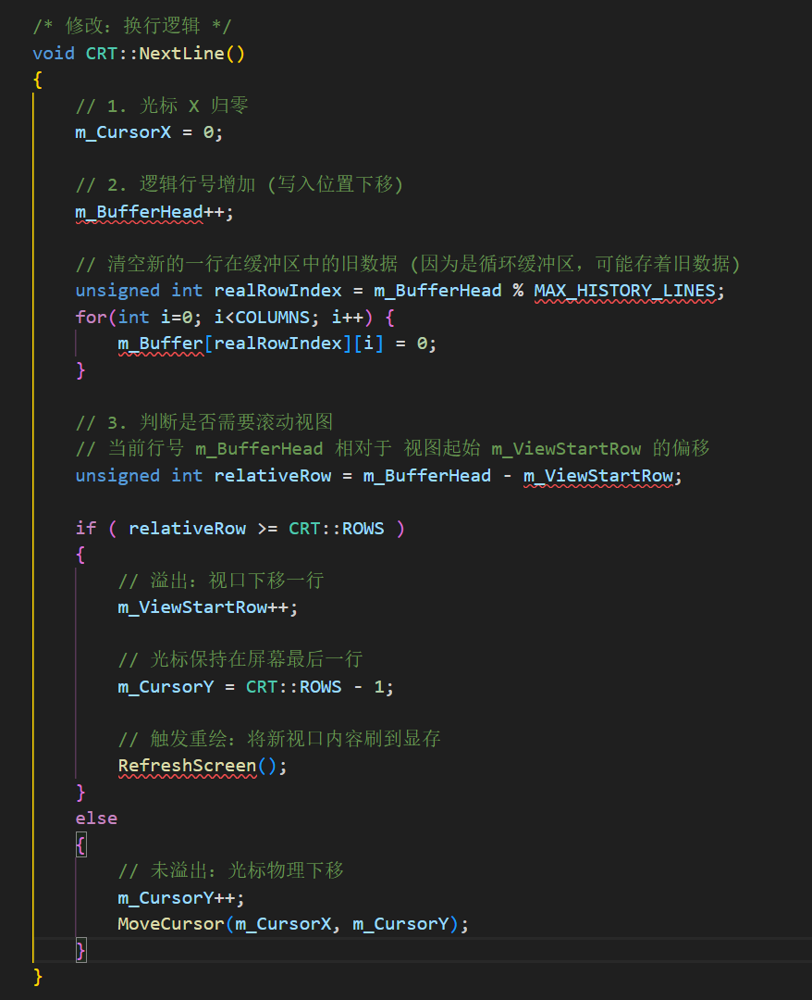 /* 修改：换行逻辑 */
void CRT::NextLine()
{
    // 1. 光标 X 归零
    m_CursorX = 0;

    // 2. 逻辑行号增加 (写入位置下移)
    m_BufferHead++;

    // 清空新的一行在缓冲区中的旧数据 (因为是循环缓冲区，可能存着旧数据)
    unsigned int realRowIndex = m_BufferHead % MAX_HISTORY_LINES;
    for(int i=0; i<COLUMNS; i++) {
        m_Buffer[realRowIndex][i] = 0;
    }

    // 3. 判断是否需要滚动视图
    // 当前行号 m_BufferHead 相对于 视图起始 m_ViewStartRow 的偏移
    unsigned int relativeRow = m_BufferHead - m_ViewStartRow;

    if ( relativeRow >= CRT::ROWS )
    {
        // 溢出：视口下移一行
        m_ViewStartRow++;

        // 光标保持在屏幕最后一行
        m_CursorY = CRT::ROWS - 1;

        // 触发重绘：将新视口内容刷到显存
        RefreshScreen();
    }
    else
    {
        // 未溢出：光标物理下移
        m_CursorY++;
        MoveCursor(m_CursorX, m_CursorY);
    }
}